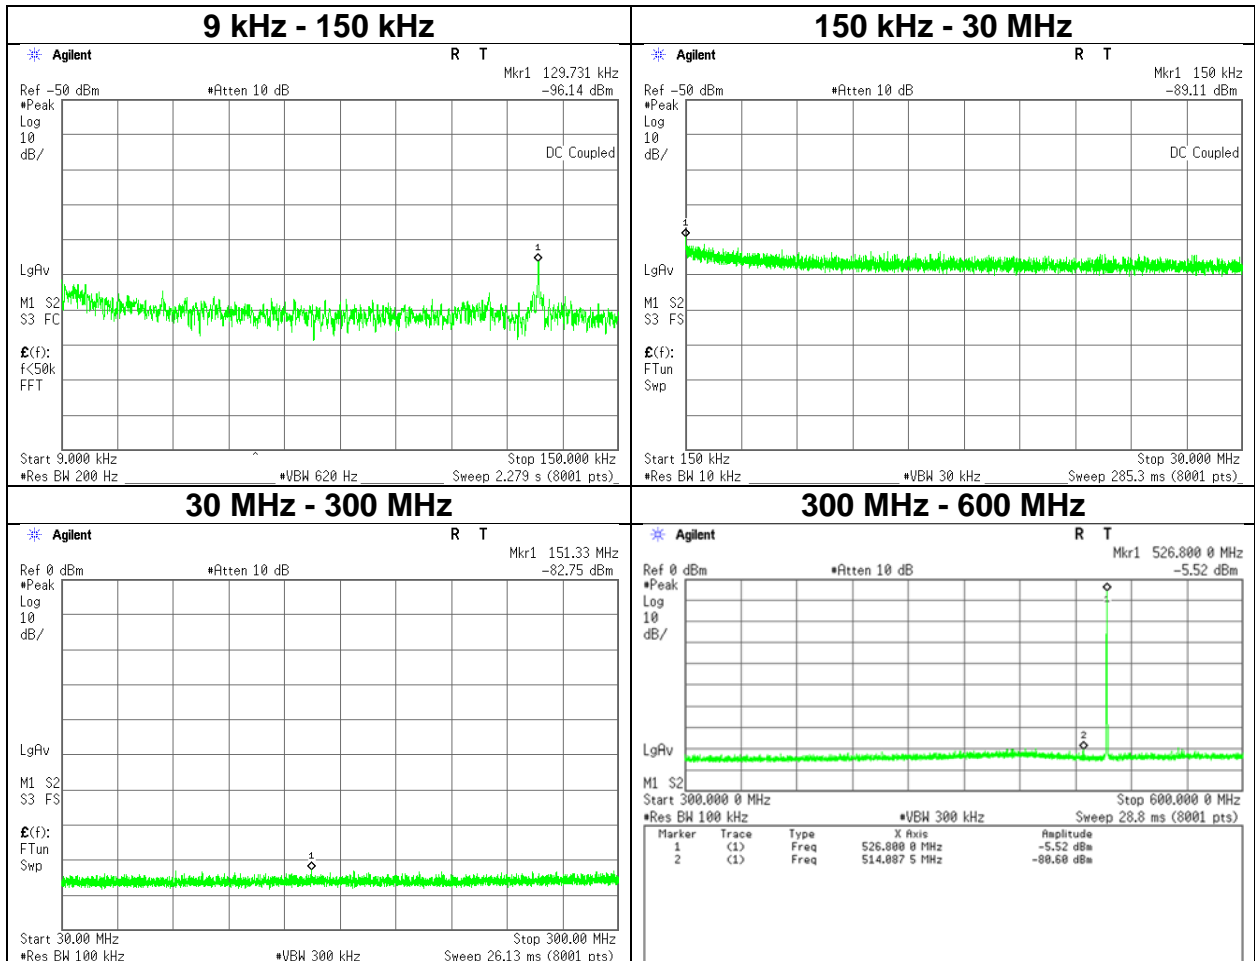 9 kHz - 150 kHz
Agilent R T
Mkr1 129.731 kHz
Ref -50 dBm #Atten 10 dB -96.14 dBm
#Peak
Log
10
dB/
DC Coupled
1
LgAv
M1 S2
S3 FC
£(f):
f<50k
FFT
Start 9.000 kHz Stop 150.000 kHz
#Res BW 200 Hz #VBW 620 Hz Sweep 2.279 s (8001 pts)
150 kHz - 30 MHz
Agilent R T
Mkr1 150 kHz
Ref -50 dBm #Atten 10 dB -89.11 dBm
#Peak
Log
10
dB/
DC Coupled
1
LgAv
M1 S2
S3 FS
£(f):
FTun
Swp
Start 150 kHz Stop 30.000 MHz
#Res BW 10 kHz #VBW 30 kHz Sweep 285.3 ms (8001 pts)
30 MHz - 300 MHz
Agilent R T
Mkr1 151.33 MHz
Ref 0 dBm #Atten 10 dB -82.75 dBm
#Peak
Log
10
dB/
LgAv
M1 S2
S3 FS
£(f):
FTun
Swp
1
Start 30.00 MHz Stop 300.00 MHz
#Res BW 100 kHz #VBW 300 kHz Sweep 26.13 ms (8001 pts)
300 MHz - 600 MHz
Agilent R T
Mkr1 526.800 0 MHz
Ref 0 dBm #Atten 10 dB -5.52 dBm
#Peak
Log
10
dB/
1
2
LgAv
M1 S2
Start 300.000 0 MHz Stop 600.000 0 MHz
#Res BW 100 kHz #VBW 300 kHz Sweep 28.8 ms (8001 pts)
Marker Trace Type X Axis Amplitude
1 (1) Freq 526.800 0 MHz -5.52 dBm
2 (1) Freq 514.087 5 MHz -80.60 dBm